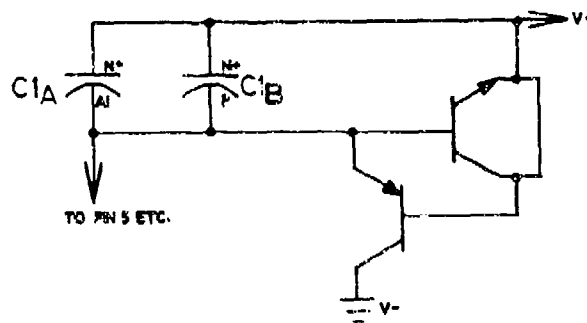 V-
N+
N+
C1A
C1B
Al
P
TO PIN 5 ETC.
V-